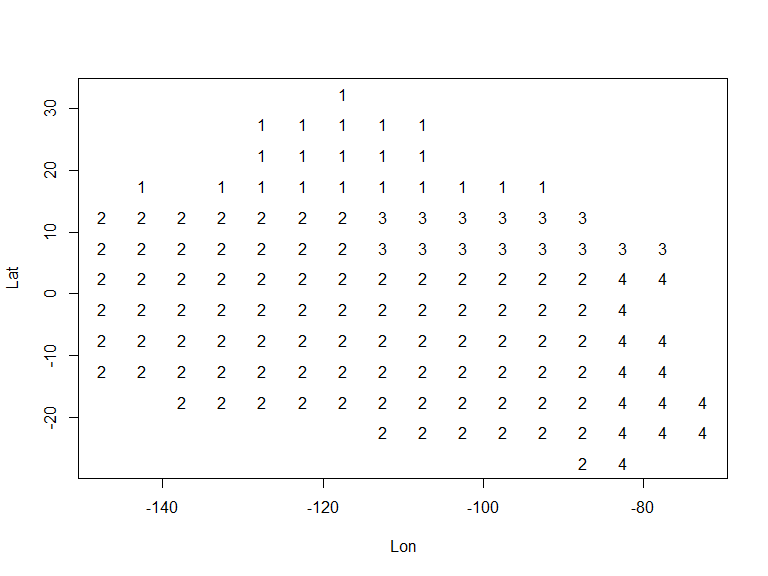 1
30
1 1 1 1 1
1 1 1 1 1
20
1 1 1 1 1 1 1 1 1 1
2 2 2 2 2 2 2 3 3 3 3 3 3
10
2 2 2 2 2 2 2 3 3 3 3 3 3 3 3
Lat
2 2 2 2 2 2 2 2 2 2 2 2 2 4 4
0
2 2 2 2 2 2 2 2 2 2 2 2 2 4
2 2 2 2 2 2 2 2 2 2 2 2 2 4 4
-10
2 2 2 2 2 2 2 2 2 2 2 2 2 4 4
2 2 2 2 2 2 2 2 2 2 2 4 4 4
-20
2 2 2 2 2 2 4 4 4
2 4
-140 -120 -100 -80
Lon